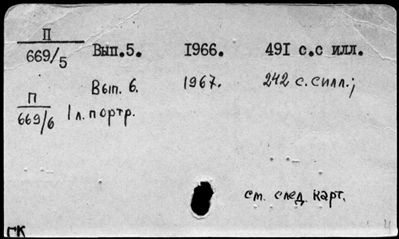 П
669/5 Вып.5. 1966. 491 с.с илл.
Вып. 6. 1967. 242 с. с илл.;
П
669/6 1 л. портр.
см. след. карт.
ГК